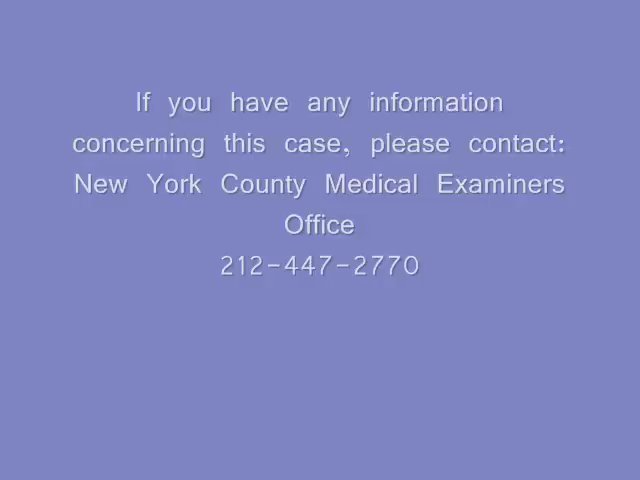 If you have any information
concerning this case, please contact:
New York County Medical Examiners
Office
212-447-2770